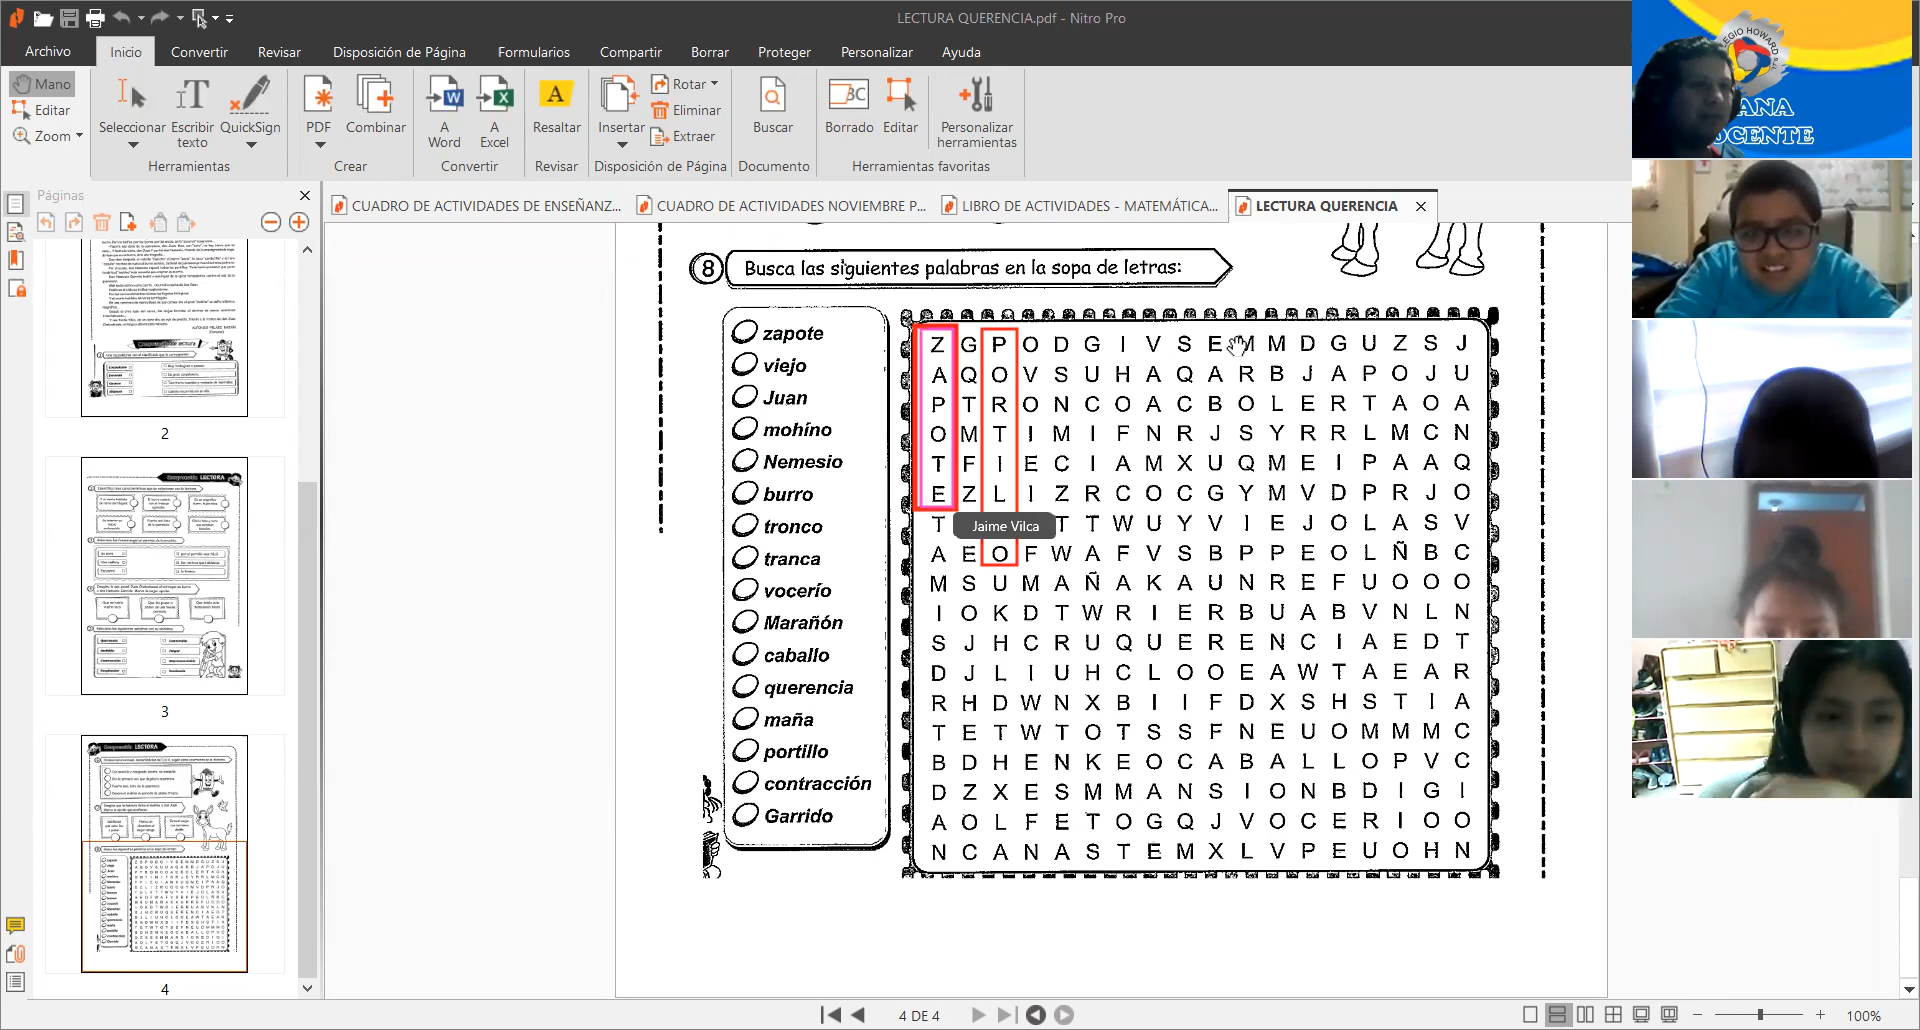 LECTURA QUERENCIA.pdf - Nitro Pro
Archivo Inicio Convertir Revisar Disposición de Página Formularios Compartir Borrar Proteger Personalizar Ayuda
Mano
Editar
Zoom
Seleccionar
Escribir texto
QuickSign
Herramientas
PDF
Combinar
Crear
A Word
A Excel
Convertir
Resaltar
Revisar
Insertar
Rotar
Eliminar
Extraer
Disposición de Página
Buscar
Documento
Borrado
Editar
Personalizar herramientas
Herramientas favoritas
Páginas
CUADRO DE ACTIVIDADES DE ENSEÑANZ...
CUADRO DE ACTIVIDADES NOVIEMBRE P...
LIBRO DE ACTIVIDADES - MATEMÁTICA...
LECTURA QUERENCIA
2
3
4
8 Busca las siguientes palabras en la sopa de letras:
zapote
viejo
Juan
mohíno
Nemesio
burro
tronco
tranca
vocerío
Marañón
caballo
querencia
maña
portillo
contracción
Garrido
Z G P O D G I V S E M M D G U Z S J
A Q O V S U H A Q A R B J A P O J U
P T R O N C O A C B O L E R T A O A
O M T I M I F N R J S Y R R L M C N
T F I E C I A M X U Q M E I P A A Q
E Z L I Z R C O C G Y M V D P R J O
T T T W U Y V I E J O L A S V
A E O F W A F V S B P P E O L Ñ B C
M S U M A Ñ A K A U N R E F U O O O
I O K D T W R I E R B U A B V N L N
S J H C R U Q U E R E N C I A E D T
D J L I U H C L O O E A W T A E A R
R H D W N X B I I F D X S H S T I A
T E T W T O T S S F N E U O M M M C
B D H E N K E O C A B A L L O P V C
D Z X E S M M A N S I O N B D I G I
A O L F E T O G Q J V O C E R I O O
N C A N A S T E M X L V P E U O H N
Jaime Vilca
4 DE 4
100%
LEGIO HOWARD
ANA
OCENTE